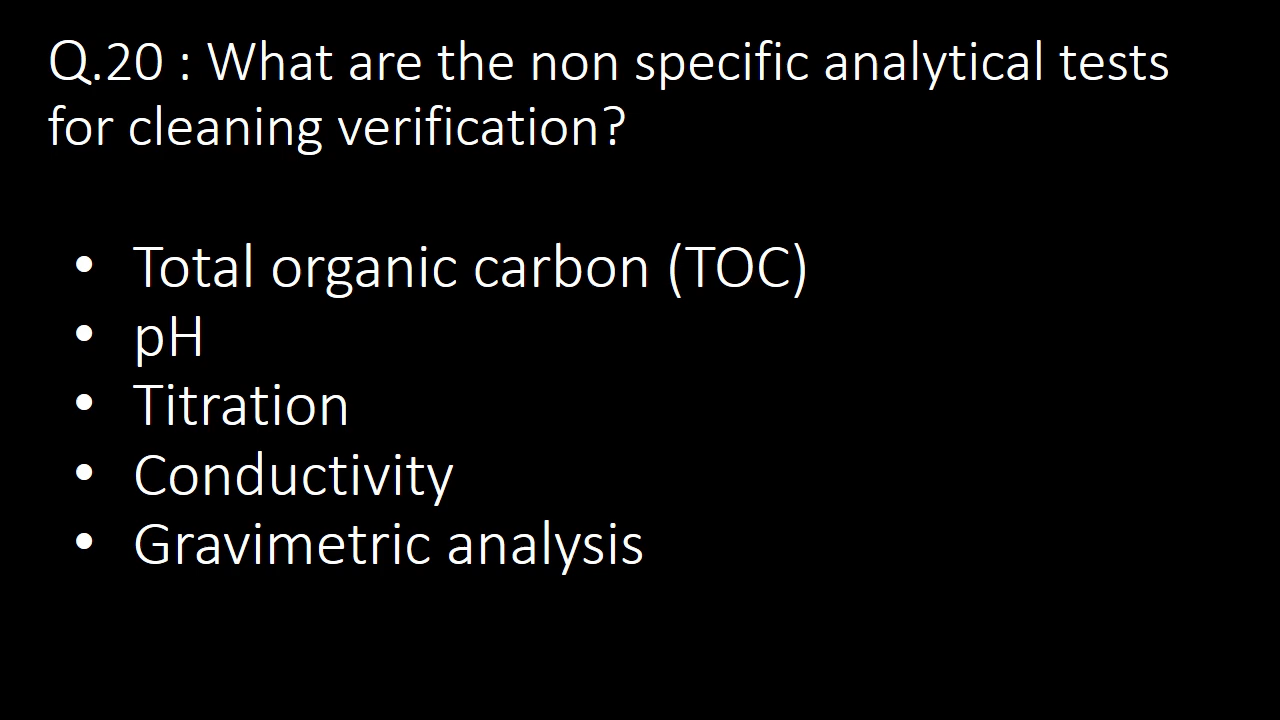 Q.20 : What are the non specific analytical tests
for cleaning verification?
• Total organic carbon (TOC)
• pH
• Titration
• Conductivity
• Gravimetric analysis